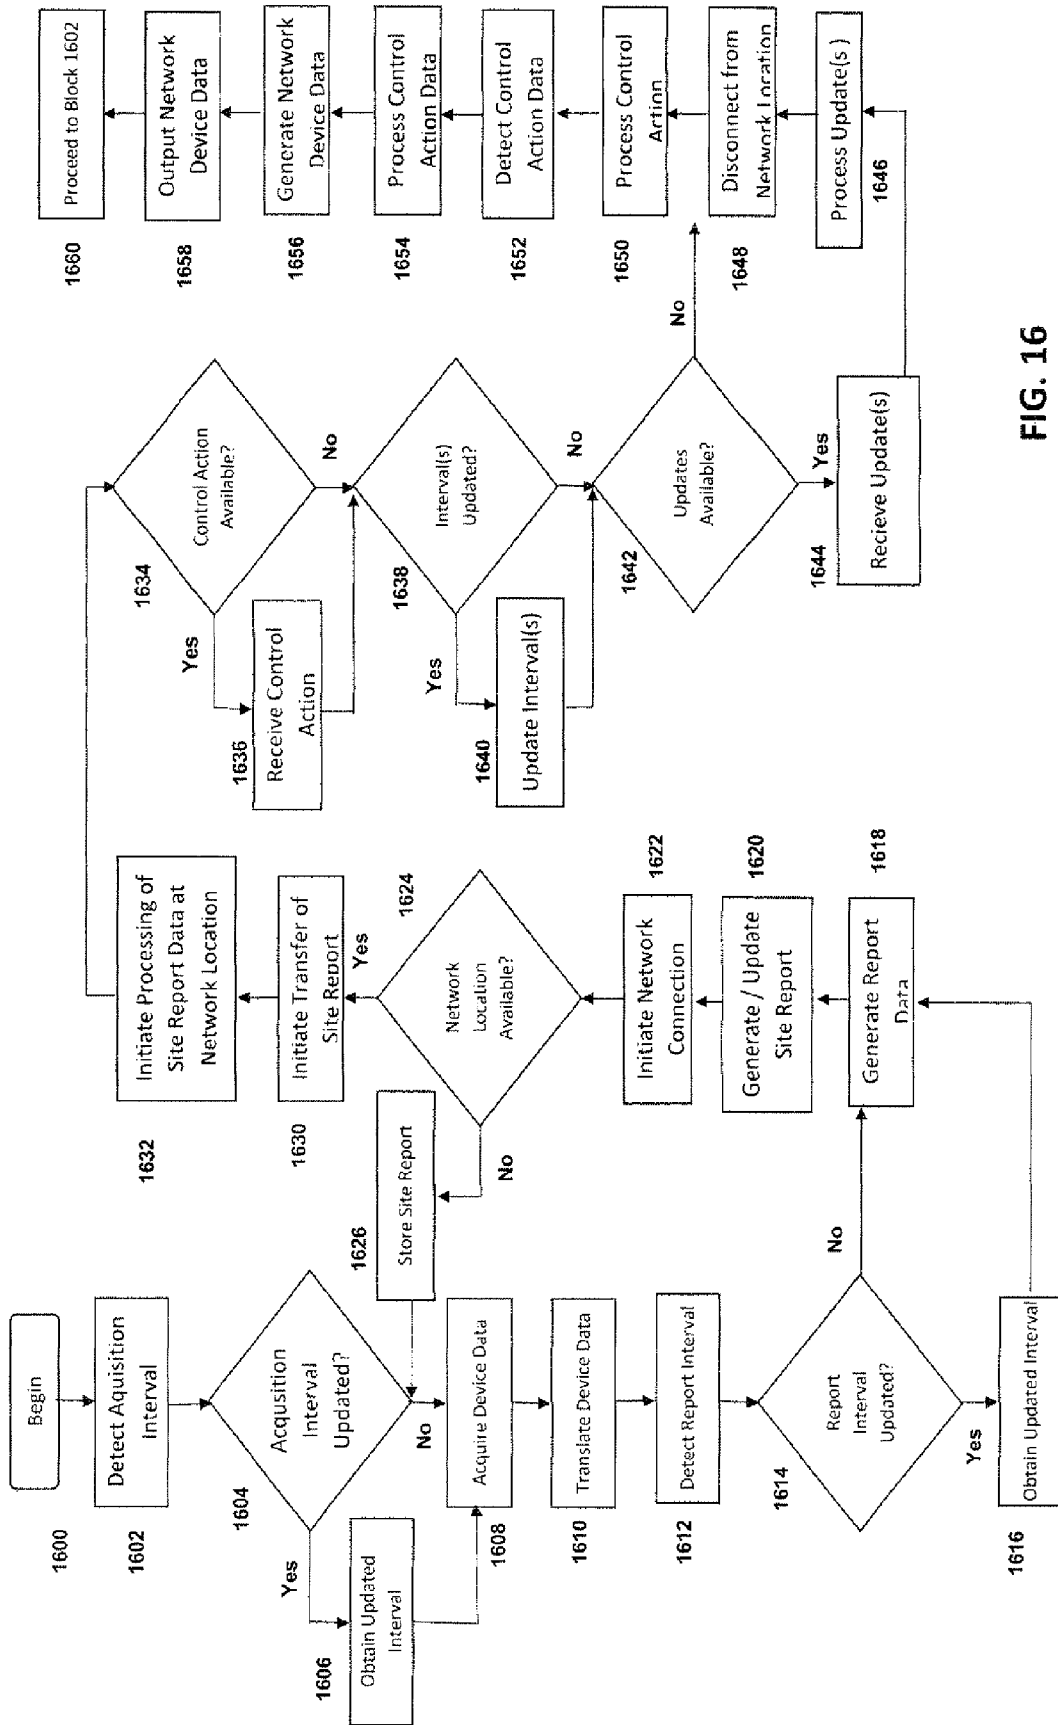 1600
Begin
1602
Detect Aquisition
Interval
1604
Acqusition
Interval
Updated?
Yes
No
1606
Obtain Updated
Interval
1608
Acquire Device Data
1610
Translate Device Data
1612
Detect Report Interval
1614
Report
Interval
Updated?
No
Yes
1616
Obtain Updated Interval
1618
Generate Report
Data
1620
Generate / Update
Site Report
1622
Initiate Network
Connection
1624
Network
Location
Available?
No
Yes
1626
Store Site Report
1630
Initiate Transfer of
Site Report
1632
Initiate Processing of
Site Report Data at
Network Location
1634
Control Action
Available?
Yes
No
1636
Receive Control
Action
1638
Interval(s)
Updated?
Yes
No
1640
Update Interval(s)
1642
Updates
Available?
No
Yes
1644
Recieve Update(s)
1646
Process Update(s)
1648
Disconnect from
Network Location
1650
Process Control
Action
1652
Detect Control
Action Data
1654
Process Control
Action Data
1656
Generate Network
Device Data
1658
Output Network
Device Data
1660
Proceed to Block 1602
FIG. 16